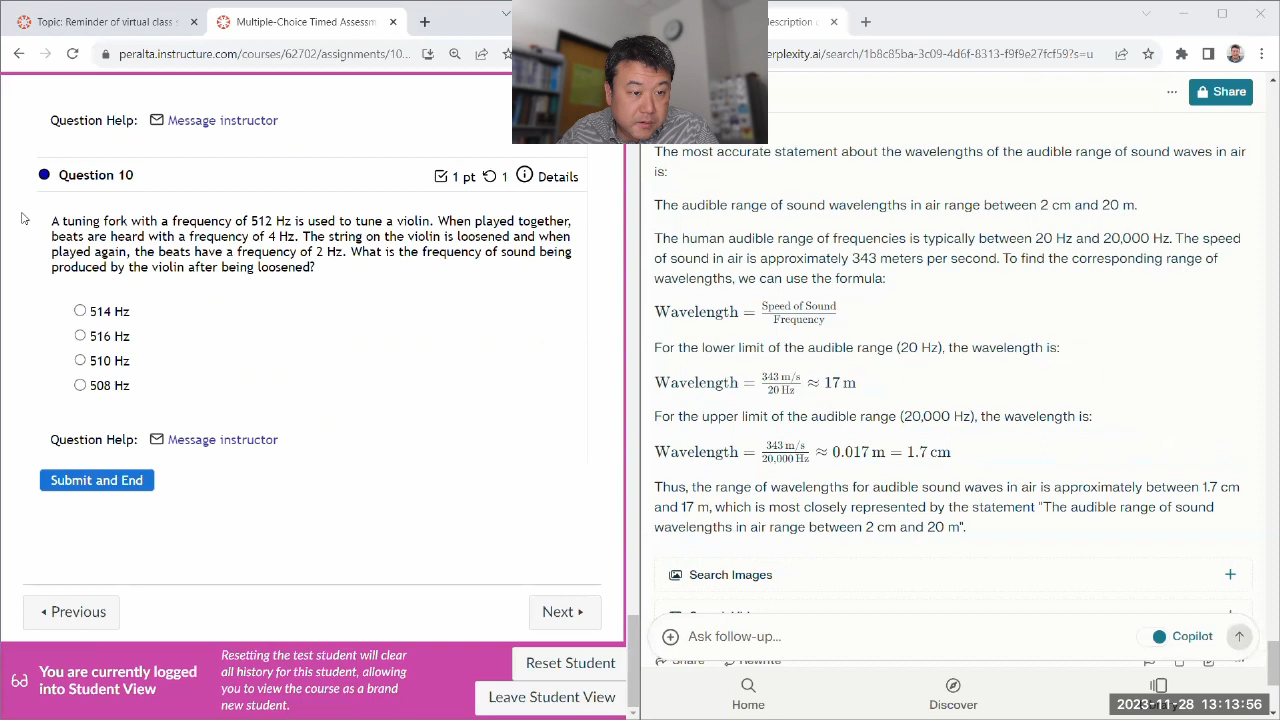 Topic: Reminder of virtual class s
Multiple-Choice Timed Assessm
description o
peralta.instructure.com/courses/62702/assignments/10...
erplexity.ai/search/1b8c85ba-3c09-4d6f-8313-f9f9e27fcf59?s=u
Question Help: Message instructor
Question 10
1 pt 1 Details
A tuning fork with a frequency of 512 Hz is used to tune a violin. When played together,
beats are heard with a frequency of 4 Hz. The string on the violin is loosened and when
played again, the beats have a frequency of 2 Hz. What is the frequency of sound being
produced by the violin after being loosened?
514 Hz
516 Hz
510 Hz
508 Hz
Question Help: Message instructor
Submit and End
Previous
Next
You are currently logged
into Student View
Resetting the test student will clear
all history for this student, allowing
you to view the course as a brand
new student.
Reset Student
Leave Student View
Share
The most accurate statement about the wavelengths of the audible range of sound waves in air
is:
The audible range of sound wavelengths in air range between 2 cm and 20 m.
The human audible range of frequencies is typically between 20 Hz and 20,000 Hz. The speed
of sound in air is approximately 343 meters per second. To find the corresponding range of
wavelengths, we can use the formula:
Wavelength = Speed of Sound / Frequency
For the lower limit of the audible range (20 Hz), the wavelength is:
Wavelength = 343 m/s / 20 Hz ≈ 17 m
For the upper limit of the audible range (20,000 Hz), the wavelength is:
Wavelength = 343 m/s / 20,000 Hz ≈ 0.017 m = 1.7 cm
Thus, the range of wavelengths for audible sound waves in air is approximately between 1.7 cm
and 17 m, which is most closely represented by the statement "The audible range of sound
wavelengths in air range between 2 cm and 20 m".
Search Images
Ask follow-up...
Copilot
Share Rewrite
Home
Discover
2023-11-28 13:13:56